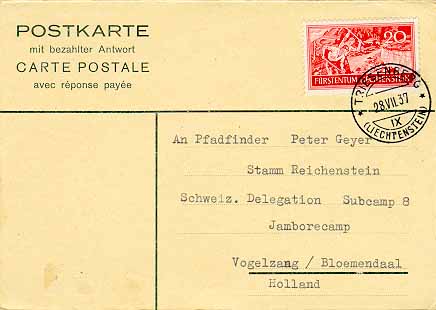 POSTKARTE
mit bezahlter Antwort
CARTE POSTALE
avec réponse payée
20
FÜRSTENTUM LIECHTENSTEIN
TRIESENBERG
28.VII.37
IX
(LIECHTENSTEIN)
An Pfadfinder Peter Geyer
Stamm Reichenstein
Schweiz. Delegation Subcamp 8
Jamborecamp
Vogelzang / Bloemendaal
Holland